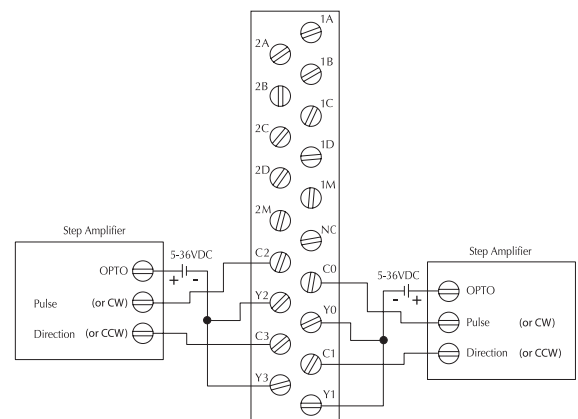 1A
2A
1B
2B
1C
2C
1D
2D
1M
2M
NC
Step Amplifier
OPTO
5-36VDC
+ -
Pulse (or CW)
Direction (or CCW)
C2
Y2
C3
Y3
C0
Y0
C1
Y1
Step Amplifier
5-36VDC
- +
OPTO
Pulse (or CW)
Direction (or CCW)